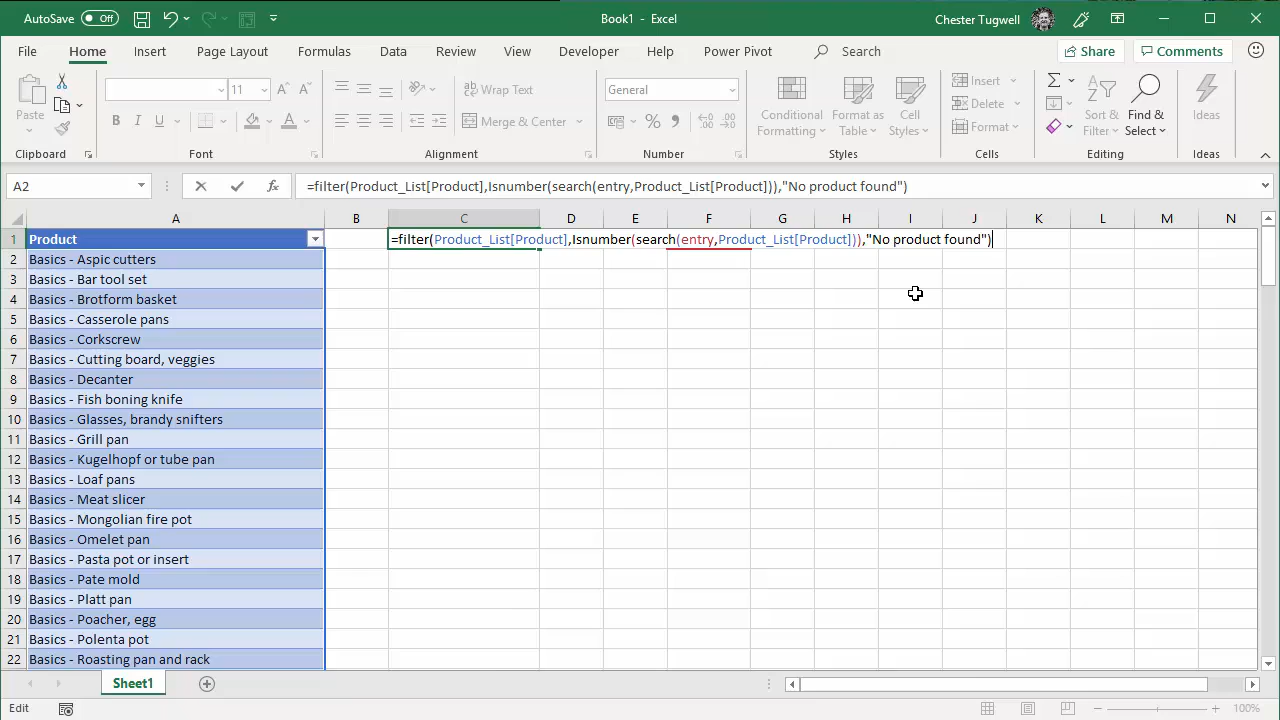 AutoSave Off Book1 - Excel Chester Tugwell
File Home Insert Page Layout Formulas Data Review View Developer Help Power Pivot Search Share Comments
Paste
11 A A
B I U A
ab Wrap Text
Merge & Center
General
% 9
Conditional Formatting
Format as Table
Cell Styles
Insert
Delete
Format
Sort & Filter
Find & Select
Ideas
Clipboard Font Alignment Number Styles Cells Editing Ideas
A2 fx =filter(Product_List[Product],Isnumber(search(entry,Product_List[Product])),"No product found")
A B C D E F G H I J K L M N
1 Product =filter(Product_List[Product],Isnumber(search(entry,Product_List[Product])),"No product found")
2 Basics - Aspic cutters
3 Basics - Bar tool set
4 Basics - Brotform basket
5 Basics - Casserole pans
6 Basics - Corkscrew
7 Basics - Cutting board, veggies
8 Basics - Decanter
9 Basics - Fish boning knife
10 Basics - Glasses, brandy snifters
11 Basics - Grill pan
12 Basics - Kugelhopf or tube pan
13 Basics - Loaf pans
14 Basics - Meat slicer
15 Basics - Mongolian fire pot
16 Basics - Omelet pan
17 Basics - Pasta pot or insert
18 Basics - Pate mold
19 Basics - Platt pan
20 Basics - Poacher, egg
21 Basics - Polenta pot
22 Basics - Roasting pan and rack
Sheet1
Edit 100%